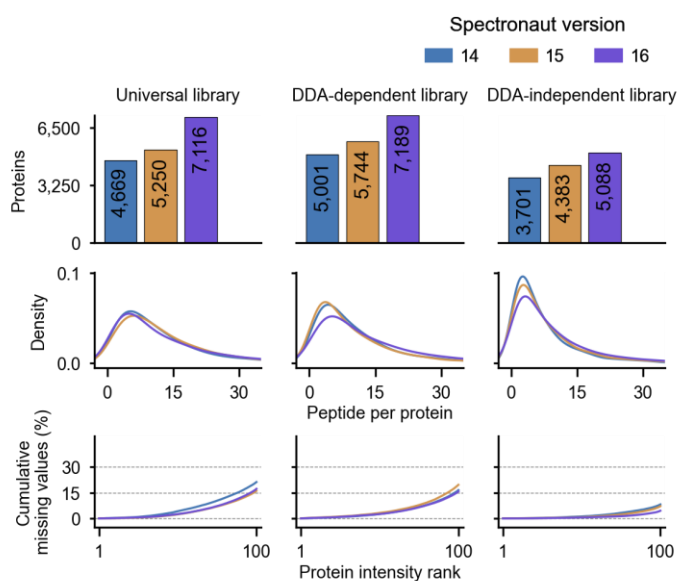 Spectronaut version
14 15 16
Universal library DDA-dependent library DDA-independent library
Proteins
6,500
3,250
0
4,669 5,250 7,116
5,001 5,744 7,189
3,701 4,383 5,088
Density
0.1
0.0
0 15 30 0 15 30 0 15 30
Peptide per protein
Cumulative
missing values (%)
30
15
0
1 100 1 100 1 100
Protein intensity rank